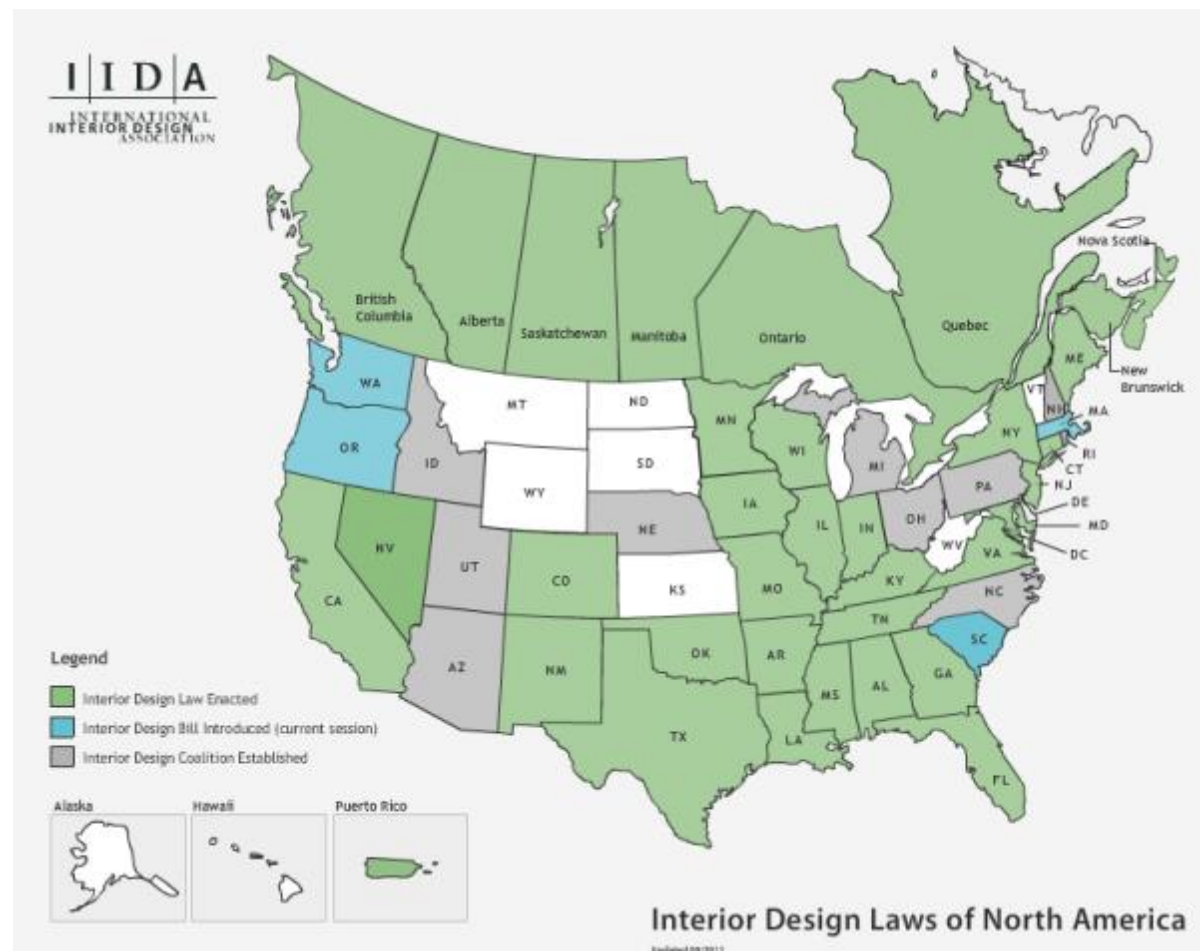 IIDA
INTERNATIONAL
INTERIOR DESIGN
ASSOCIATION
British
Columbia
Alberta
Saskatchewan
Manitoba
Ontario
Quebec
Nova Scotia
New
Brunswick
WA
OR
ID
MT
ND
SD
WY
NE
KS
NV
UT
CO
CA
AZ
NM
OK
TX
MN
WI
MI
IA
IL
IN
OH
PA
NY
VT
NH
ME
MA
RI
CT
NJ
DE
MD
DC
WV
VA
KY
NC
TN
SC
MO
AR
MS
AL
GA
LA
FL
Legend
Interior Design Law Enacted
Interior Design Bill Introduced (current session)
Interior Design Coalition Established
Alaska
Hawaii
Puerto Rico
Interior Design Laws of North America